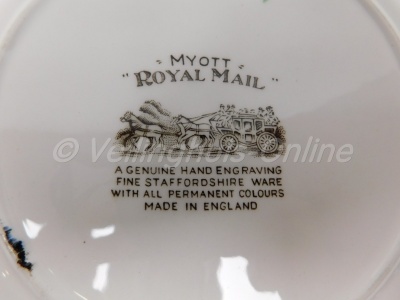 MYOTT
"ROYAL MAIL"
© Veilinghuis Online
A GENUINE HAND ENGRAVING
FINE STAFFORDSHIRE WARE
WITH ALL PERMANENT COLOURS
MADE IN ENGLAND